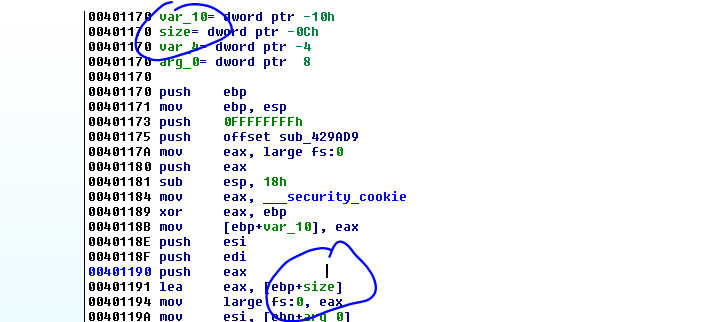 00401170 var_10= dword ptr -10h
00401170 size= dword ptr -0Ch
00401170 var_4= dword ptr -4
00401170 arg_0= dword ptr  8
00401170
00401170 push    ebp
00401171 mov     ebp, esp
00401173 push    0FFFFFFFFh
00401175 push    offset sub_429AD9
0040117A mov     eax, large fs:0
00401180 push    eax
00401181 sub     esp, 18h
00401184 mov     eax, ___security_cookie
00401189 xor     eax, ebp
0040118B mov     [ebp+var_10], eax
0040118E push    esi
0040118F push    edi
00401190 push    eax
00401191 lea     eax, [ebp+size]
00401194 mov     large fs:0, eax
0040119A mov     esi, [ebp+arg_0]